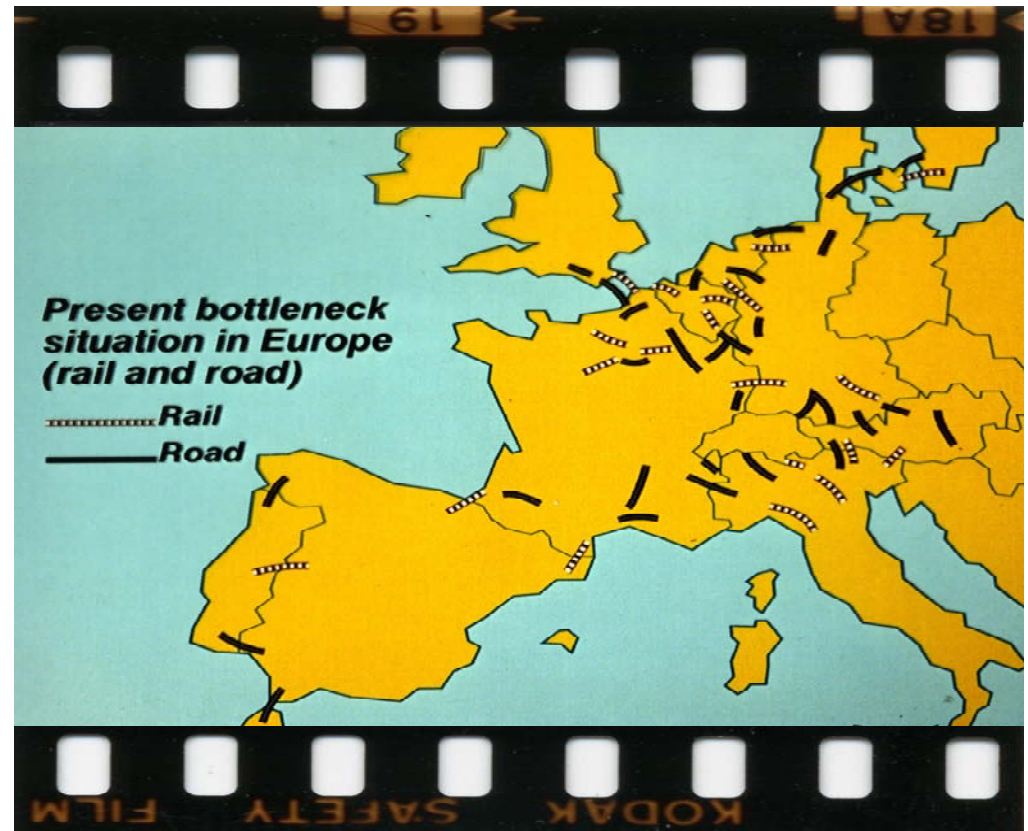 19
18A
Present bottleneck
situation in Europe
(rail and road)
Rail
Road
KODAK SAFETY FILM